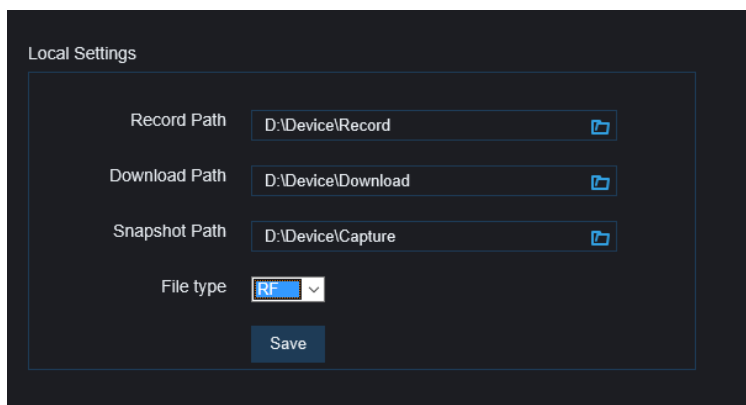 Local Settings
Record Path D:\Device\Record
Download Path D:\Device\Download
Snapshot Path D:\Device\Capture
File type RF
Save